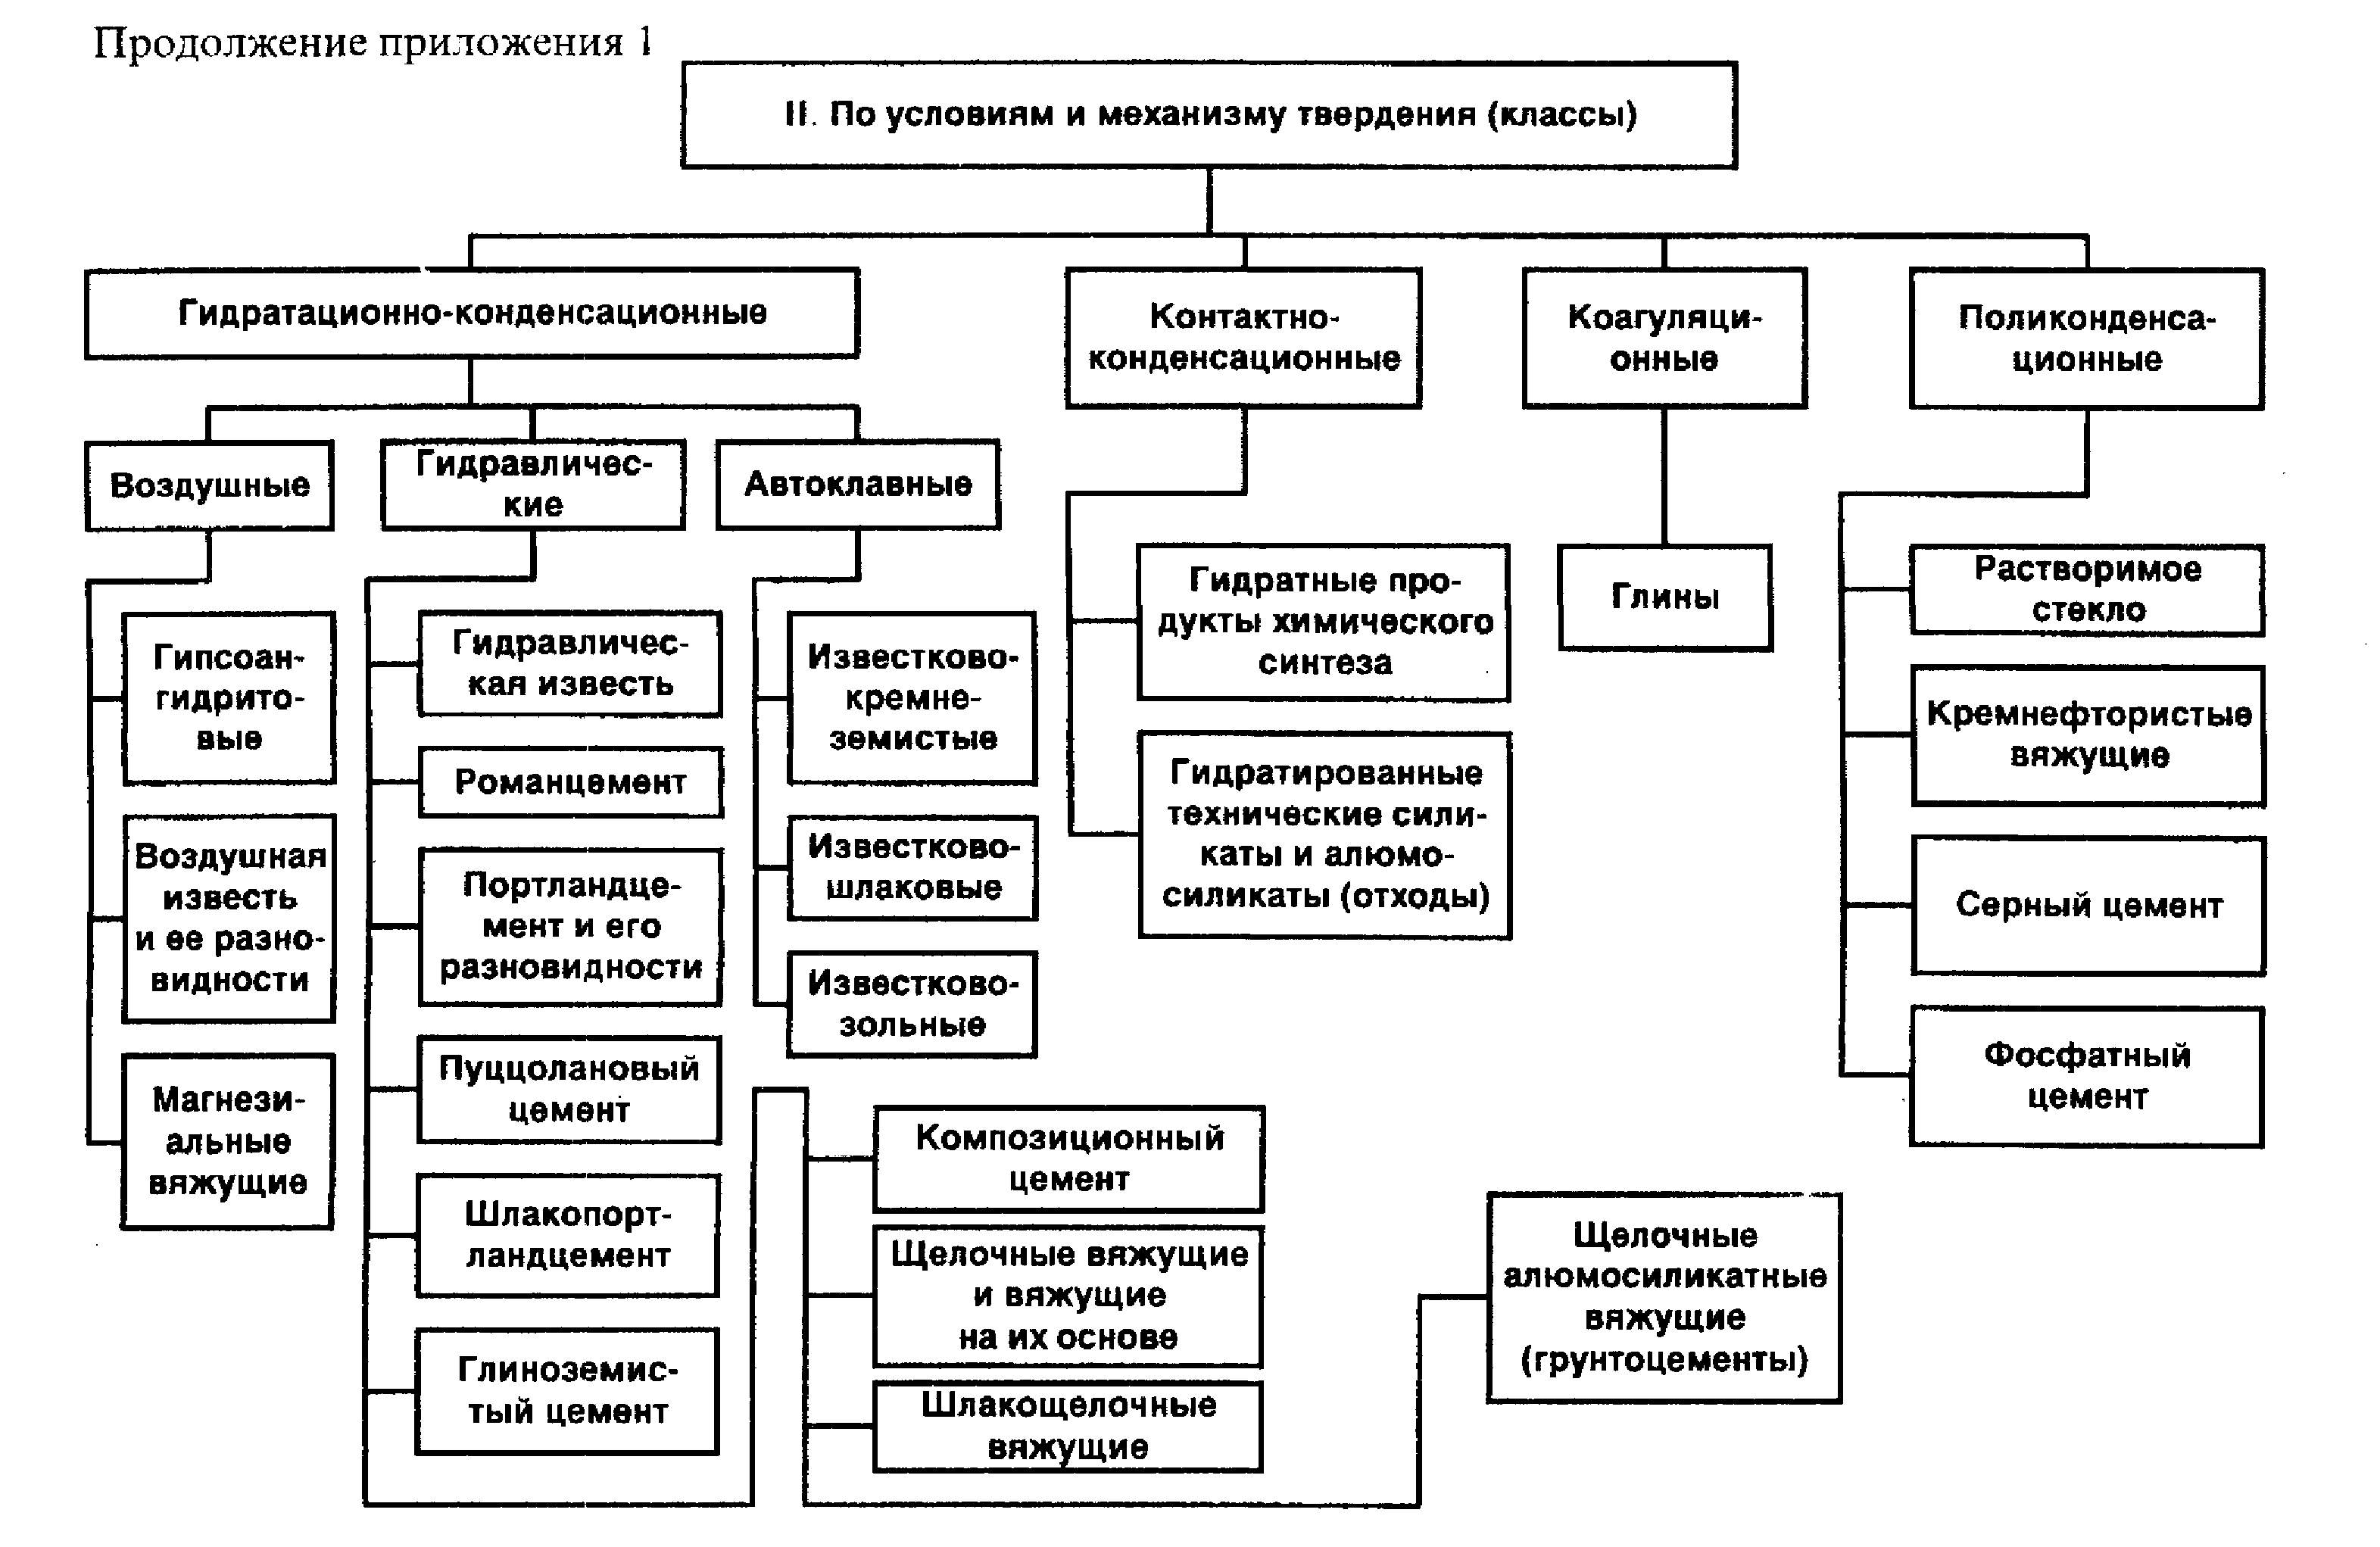 Продолжение приложения 1
II. По условиям и механизму твердения (классы)
Гидратационно-конденсационные
Контактно-
конденсационные
Коагуляци-
онные
Поликонденса-
ционные
Воздушные
Гидравличес-
кие
Автоклавные
Гипсоан-
гидрито-
вые
Воздушная
известь
и ее разно-
видности
Магнези-
альные
вяжущие
Гидравличес-
кая известь
Романцемент
Портландце-
мент и его
разновидности
Пуццолановый
цемент
Шлакопорт-
ландцемент
Глиноземис-
тый цемент
Известково-
кремне-
земистые
Известково-
шлаковые
Известково-
зольные
Композиционный
цемент
Щелочные вяжущие
и вяжущие
на их основе
Шлакощелочные
вяжущие
Щелочные
алюмосиликатные
вяжущие
(грунтоцементы)
Гидратные про-
дукты химического
синтеза
Гидратированные
технические сили-
каты и алюмо-
силикаты (отходы)
Глины
Растворимое
стекло
Кремнефтористые
вяжущие
Серный цемент
Фосфатный
цемент